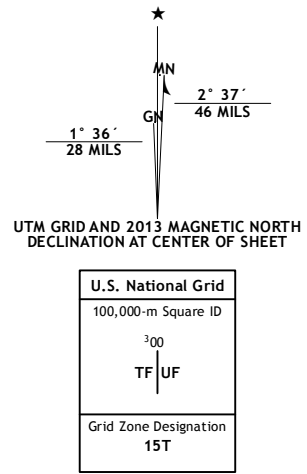 ★
MN
GN
2° 37´
46 MILS
1° 36´
28 MILS
UTM GRID AND 2013 MAGNETIC NORTH
DECLINATION AT CENTER OF SHEET
U.S. National Grid
100,000-m Square ID
³00
TF UF
Grid Zone Designation
15T